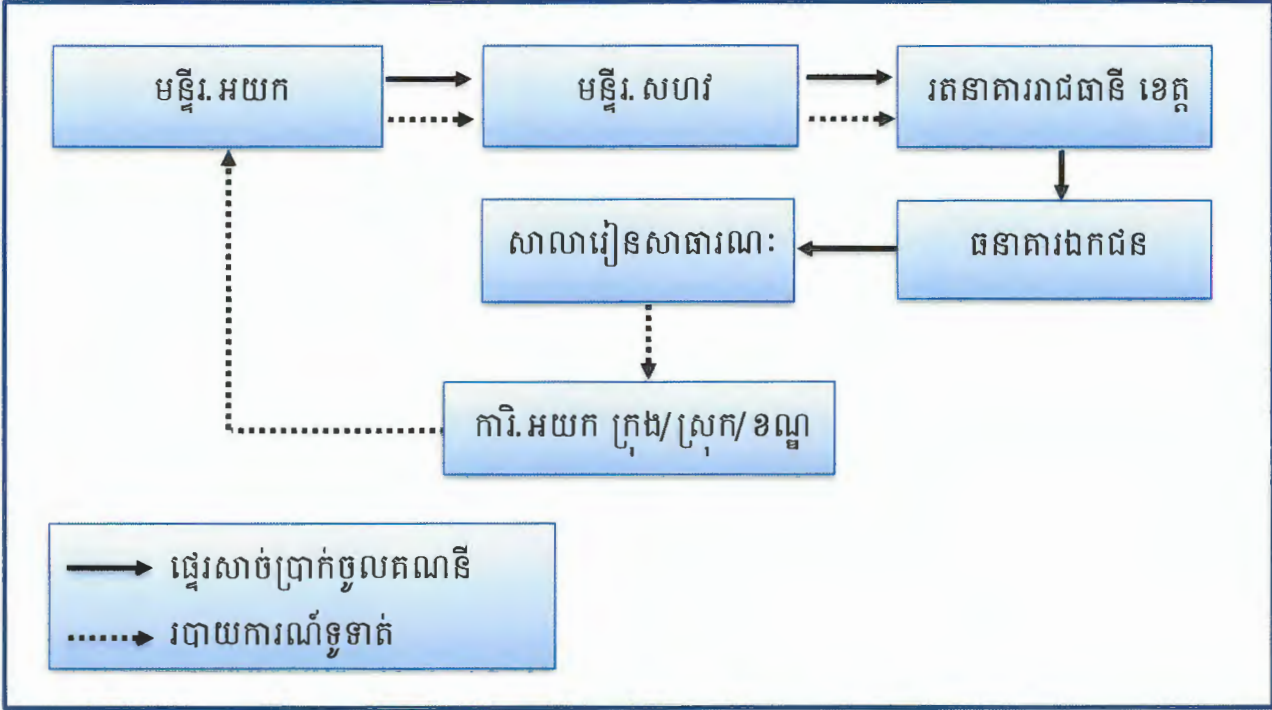 មន្ទីរ.អយក
មន្ទីរ.សហវ
រតនាគាររាជធានី ខេត្ត
សាលារៀនសាធារណៈ
ធនាគារឯកជន
ការិ.អយក ក្រុង/ស្រុក/ខណ្ឌ
ផ្ទេរសាច់ប្រាក់ចូលគណនី
របាយការណ៍ទូទាត់